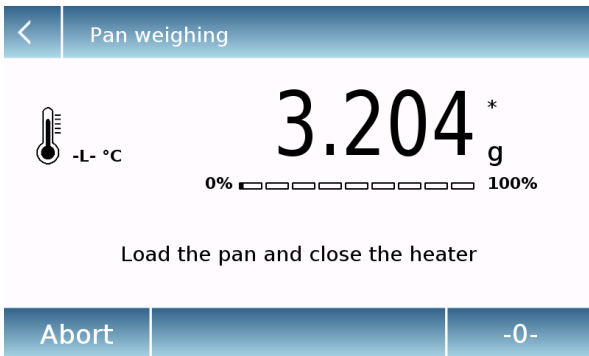 Pan weighing
3.204 *
g
-L- °C
0% 100%
Load the pan and close the heater
Abort -0-